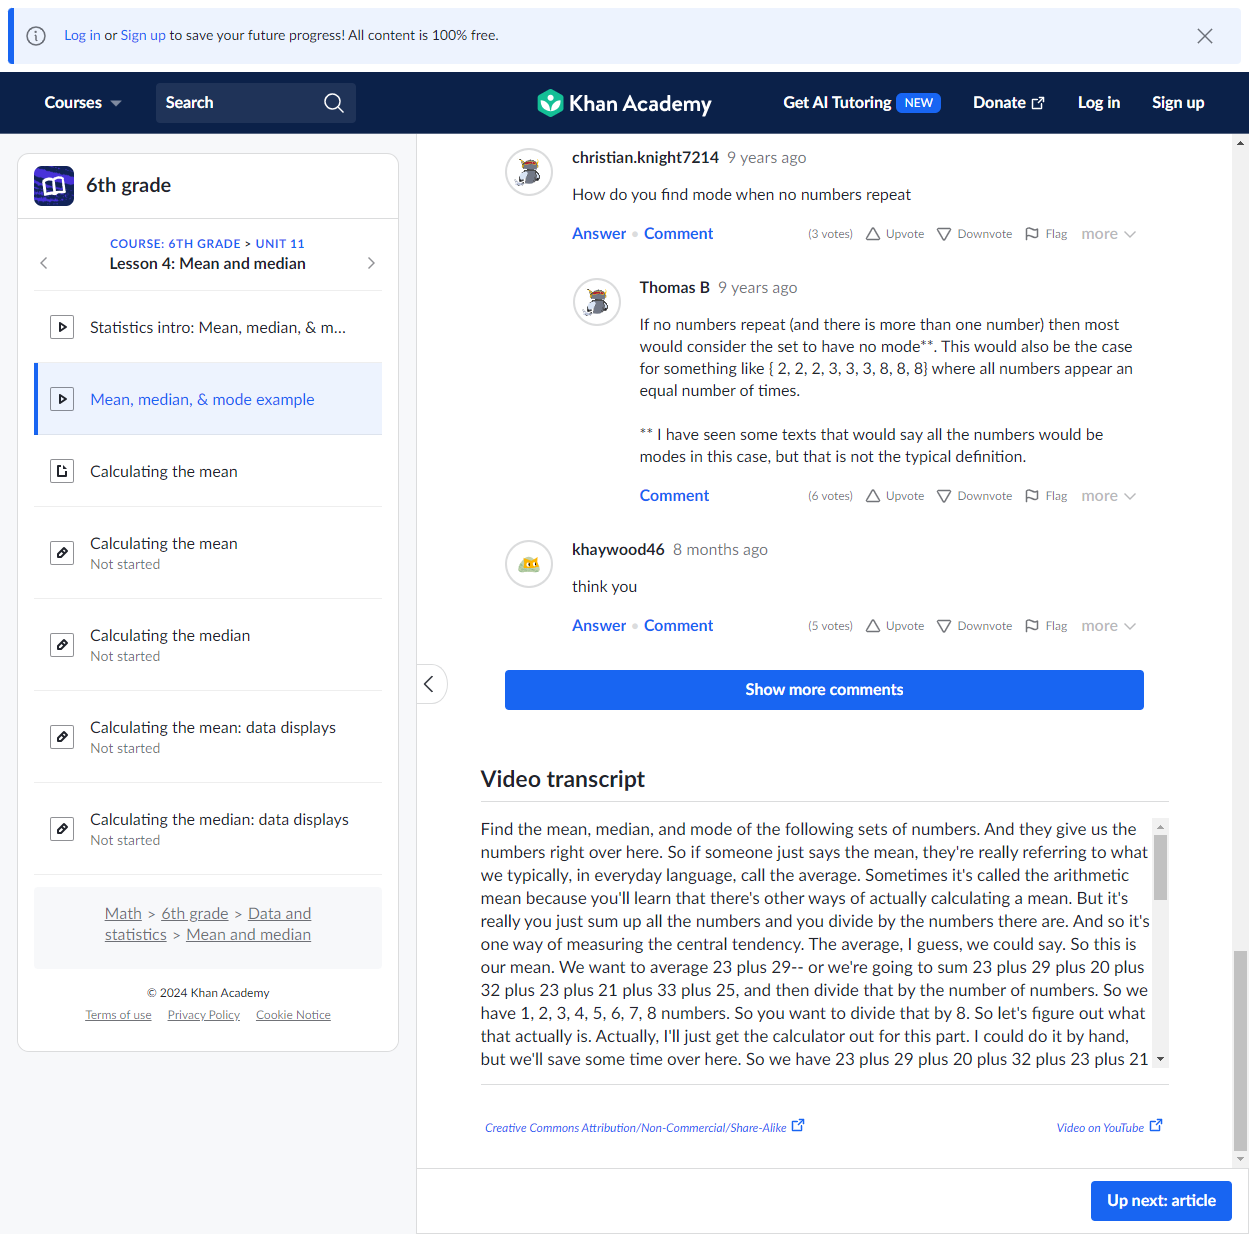 Log in or Sign up to save your future progress! All content is 100% free.
Courses
Search
Khan Academy
Get AI Tutoring NEW
Donate
Log in
Sign up
6th grade
COURSE: 6TH GRADE > UNIT 11
Lesson 4: Mean and median
Statistics intro: Mean, median, & m...
Mean, median, & mode example
Calculating the mean
Calculating the mean
Not started
Calculating the median
Not started
Calculating the mean: data displays
Not started
Calculating the median: data displays
Not started
Math > 6th grade > Data and
statistics > Mean and median
© 2024 Khan Academy
Terms of use Privacy Policy Cookie Notice
christian.knight7214 9 years ago
How do you find mode when no numbers repeat
Answer • Comment (3 votes) Upvote Downvote Flag more
Thomas B 9 years ago
If no numbers repeat (and there is more than one number) then most
would consider the set to have no mode**. This would also be the case
for something like { 2, 2, 2, 3, 3, 3, 8, 8, 8} where all numbers appear an
equal number of times.
** I have seen some texts that would say all the numbers would be
modes in this case, but that is not the typical definition.
Comment (6 votes) Upvote Downvote Flag more
khaywood46 8 months ago
think you
Answer • Comment (5 votes) Upvote Downvote Flag more
Show more comments
Video transcript
Find the mean, median, and mode of the following sets of numbers. And they give us the
numbers right over here. So if someone just says the mean, they're really referring to what
we typically, in everyday language, call the average. Sometimes it's called the arithmetic
mean because you'll learn that there's other ways of actually calculating a mean. But it's
really you just sum up all the numbers and you divide by the numbers there are. And so it's
one way of measuring the central tendency. The average, I guess, we could say. So this is
our mean. We want to average 23 plus 29-- or we're going to sum 23 plus 29 plus 20 plus
32 plus 23 plus 21 plus 33 plus 25, and then divide that by the number of numbers. So we
have 1, 2, 3, 4, 5, 6, 7, 8 numbers. So you want to divide that by 8. So let's figure out what
that actually is. Actually, I'll just get the calculator out for this part. I could do it by hand,
but we'll save some time over here. So we have 23 plus 29 plus 20 plus 32 plus 23 plus 21
Creative Commons Attribution/Non-Commercial/Share-Alike
Video on YouTube
Up next: article